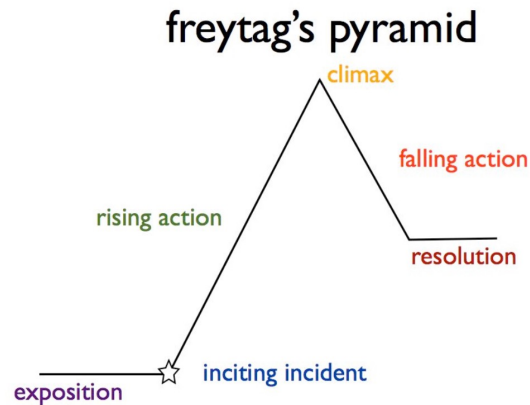 freytag's pyramid
climax
falling action
rising action
resolution
inciting incident
exposition